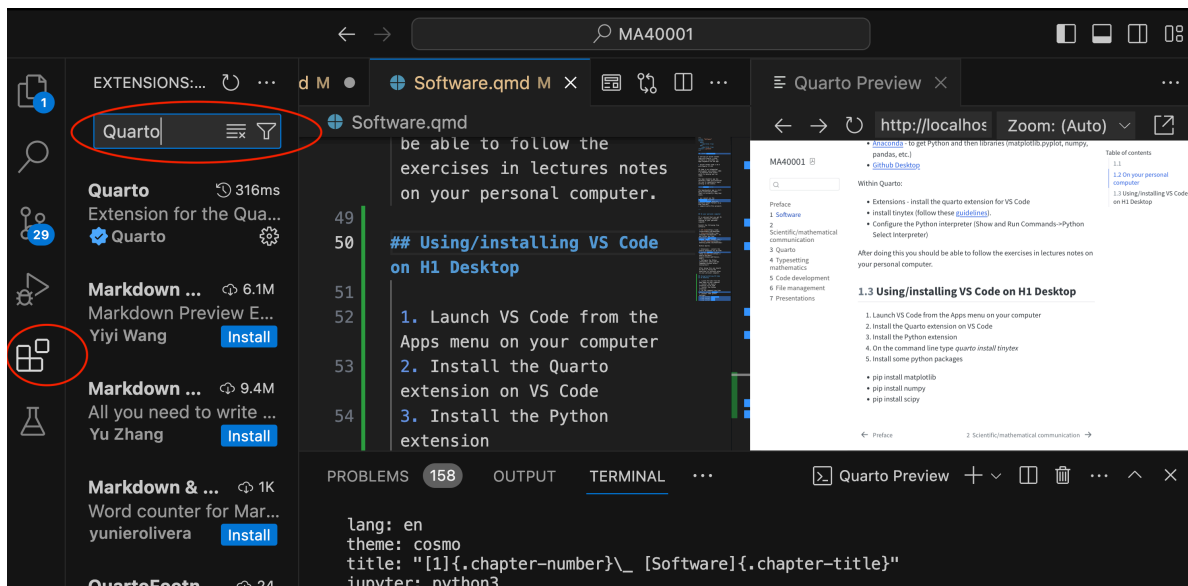 MA40001
EXTENSIONS:...
d M
Software.qmd M
Quarto Preview
Quarto
Software.qmd
http://localhos
Zoom: (Auto)
1
29
Quarto 316ms
Extension for the Qua...
Quarto
Markdown ... 6.1M
Markdown Preview E...
Yiyi Wang Install
Markdown ... 9.4M
All you need to write ...
Yu Zhang Install
Markdown & ... 1K
Word counter for Mar...
yunierolivera Install
QuartoFootn... 24
be able to follow the
exercises in lectures notes
on your personal computer.
49
50 ## Using/installing VS Code
on H1 Desktop
51
52 1. Launch VS Code from the
Apps menu on your computer
53 2. Install the Quarto
extension on VS Code
54 3. Install the Python
extension
MA40001
Preface
1 Software
2
Scientific/mathematical
communication
3 Quarto
4 Typesetting
mathematics
5 Code development
6 File management
7 Presentations
Anaconda - to get Python and then libraries (matplotlib.pyplot, numpy,
pandas, etc.)
Github Desktop
Within Quarto:
Extensions - install the quarto extension for VS Code
install tinytex (follow these guidelines).
Configure the Python interpreter (Show and Run Commands->Python
Select Interpreter)
After doing this you should be able to follow the exercises in lectures notes on
your personal computer.
1.3 Using/installing VS Code on H1 Desktop
1. Launch VS Code from the Apps menu on your computer
2. Install the Quarto extension on VS Code
3. Install the Python extension
4. On the command line type quarto install tinytex
5. Install some python packages
pip install matplotlib
pip install numpy
pip install scipy
Preface
2 Scientific/mathematical communication
Table of contents
1.1
1.2 On your personal
computer
1.3 Using/installing VS Code
on H1 Desktop
PROBLEMS 158 OUTPUT TERMINAL ... Quarto Preview
lang: en
theme: cosmo
title: "[1]{.chapter-number}\_ [Software]{.chapter-title}"
jupyter: python3